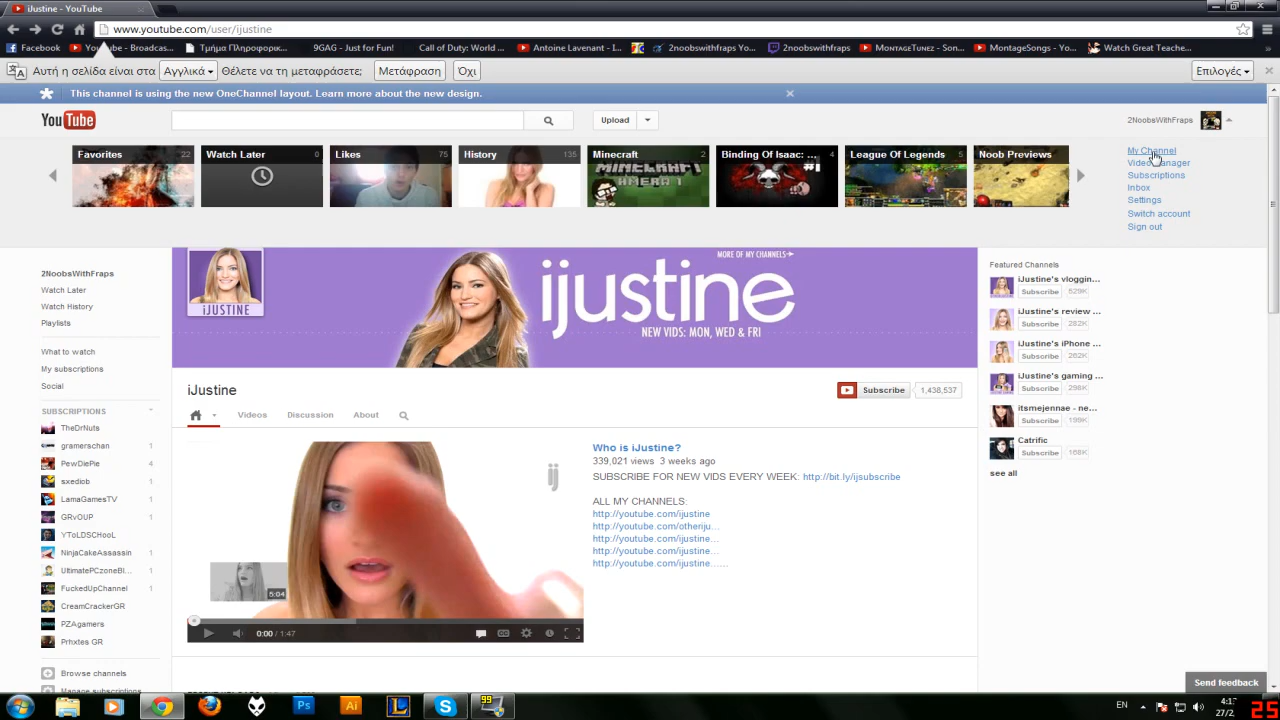 iJustine - YouTube
www.youtube.com/user/ijustine
Facebook
YouTube - Broadcas...
Τμήμα Πληροφορικ...
9GAG - Just for Fun!
Call of Duty: World ...
Antoine Lavenant - I...
2noobswithfraps Yo...
2noobswithfraps
MᴏɴᴛᴀɢᴇTᴜɴᴇs - Son...
MontageSongs - Yo...
Watch Great Teache...
Αυτή η σελίδα είναι στα Αγγλικά Θέλετε να τη μεταφράσετε; Μετάφραση Όχι Επιλογές
This channel is using the new OneChannel layout. Learn more about the new design.
YouTube
Upload
2NoobsWithFraps
Favorites 22
Watch Later 0
Likes 75
History 135
Minecraft 2
MINECRAFT
Binding Of Isaac: ... 4
#1
League Of Legends 5
Noob Previews
My Channel
Video Manager
Subscriptions
Inbox
Settings
Switch account
Sign out
2NoobsWithFraps
Watch Later
Watch History
Playlists
What to watch
My subscriptions
Social
SUBSCRIPTIONS
TheDrNuts
gramerschan 1
PewDiePie 4
sxediob 1
LamaGamesTV 1
GRvOUP 1
YToLDSCHooL
NinjaCakeAssassin 1
UltimatePCzoneBl... 1
FuckedUpChannel 1
CreamCrackerGR
PZAgamers
Prhxtes GR
Browse channels
Manage subscriptions
iJUSTINE
MORE OF MY CHANNELS
ijustine
NEW VIDS: MON, WED & FRI
iJustine
Subscribe 1,438,537
Videos Discussion About
ij
5:04
0:00 / 1:47
Who is iJustine?
339,021 views 3 weeks ago
SUBSCRIBE FOR NEW VIDS EVERY WEEK: http://bit.ly/ijsubscribe
ALL MY CHANNELS:
http://youtube.com/ijustine
http://youtube.com/otheriju...
http://youtube.com/ijustine...
http://youtube.com/ijustine...
http://youtube.com/ijustine......
Featured Channels
iJustine's vloggin...
Subscribe 529K
iJustine's review ...
Subscribe 282K
iJustine's iPhone ...
Subscribe 262K
iJustine's gaming ...
Subscribe 298K
itsmejennae - ne...
Subscribe
Catrific
Subscribe 168K
see all
Send feedback
Ps
Ai
L
S
99
EN
27/2
25